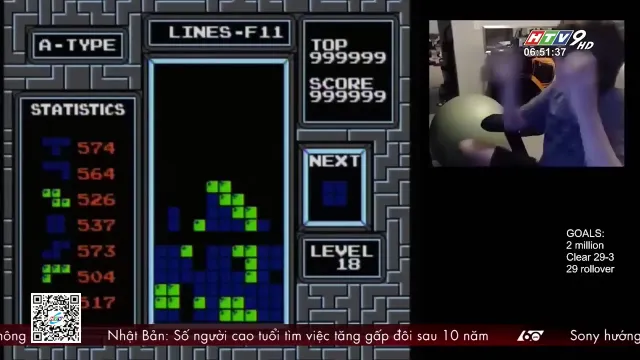 A-TYPE
LINES-F11
TOP
999999
SCORE
999999
STATISTICS
574
564
526
537
573
504
617
NEXT
LEVEL
18
HTV9 HD
06:51:37
GOALS:
2 million
Clear 29-3
29 rollover
Nhật Bản: Số người cao tuổi tìm việc tăng gấp đôi sau 10 năm
60
Sony hướng